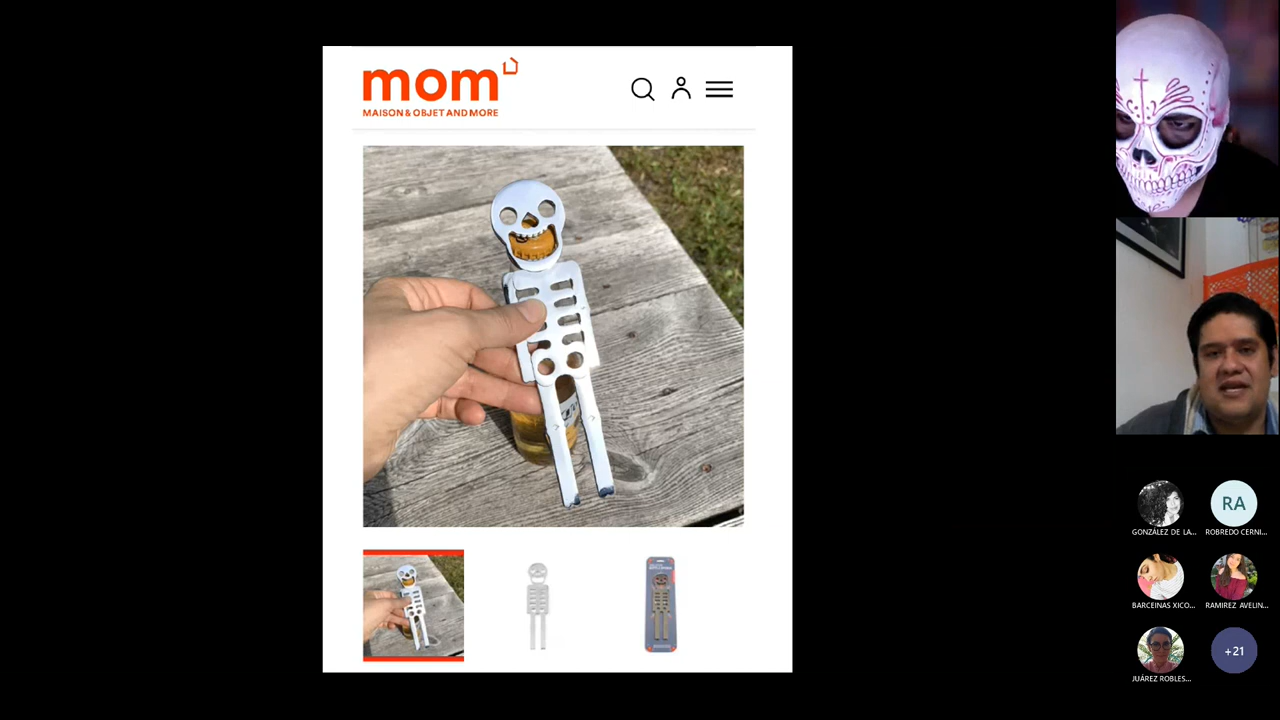 mom
MAISON & OBJET AND MORE
GONZÁLEZ DE LA...
RA
ROBREDO CERNI...
BARCEINAS XICO...
RAMIREZ AVELIN...
JUÁREZ ROBLES...
+21